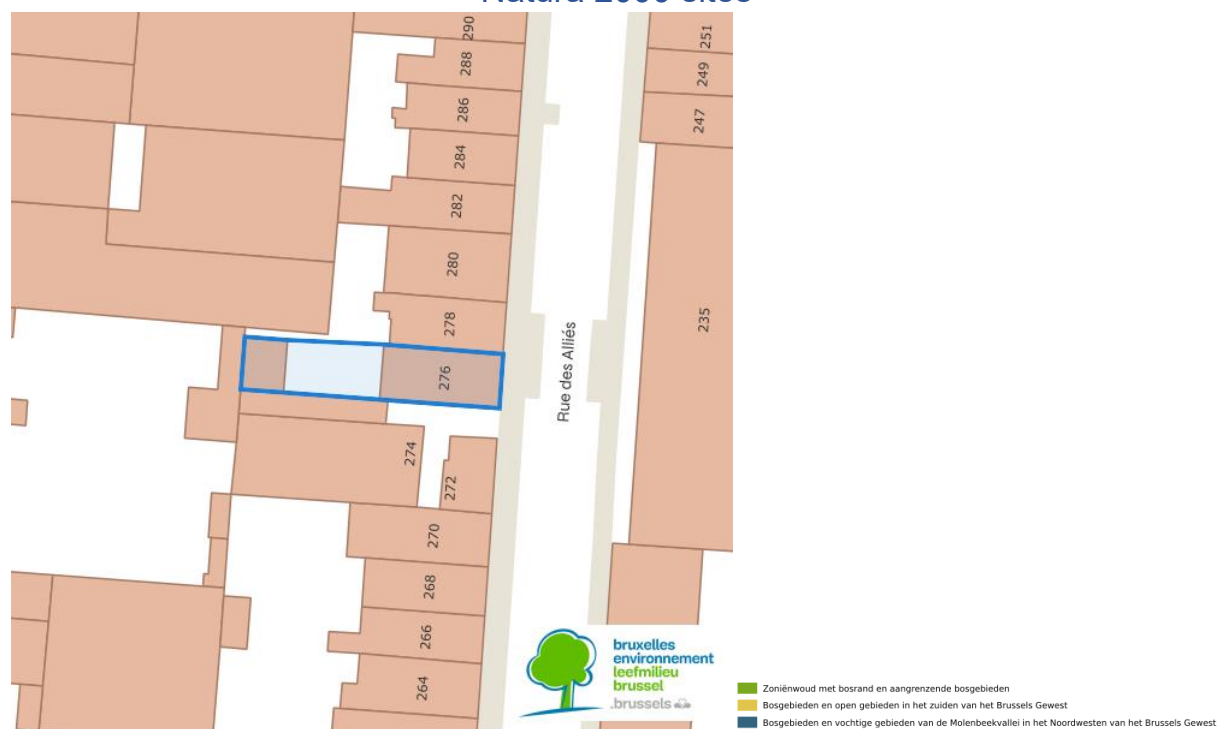 Natura 2000 sites
290
288
286
284
282
280
278
276
274
272
270
268
266
264
251
249
247
235
Rue des Alliés
bruxelles
environnement
leefmilieu
brussel
.brussels
Zoniënwoud met bosrand en aangrenzende bosgebieden
Bosgebieden en open gebieden in het zuiden van het Brussels Gewest
Bosgebieden en vochtige gebieden van de Molenbeekvallei in het Noordwesten van het Brussels Gewest